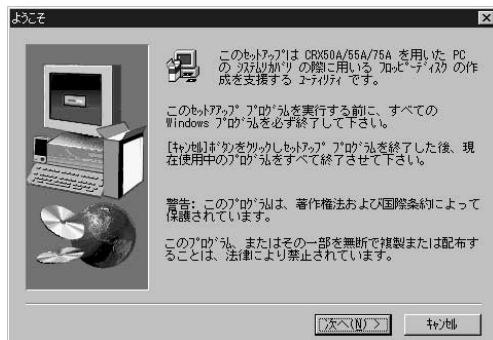 ようこそ
このｾｯﾄｱｯﾌﾟは CRX50A/55A/75A を用いた PC
の ｼｽﾃﾑﾘｶﾊﾞﾘ の際に用いる ﾌﾛｯﾋﾟｰﾃﾞｨｽｸ の作
成を支援する ﾕｰﾃｨﾘﾃｨ です。
このｾｯﾄｱｯﾌﾟ ﾌﾟﾛｸﾞﾗﾑを実行する前に、すべての
Windows ﾌﾟﾛｸﾞﾗﾑを必ず終了して下さい。
[ｷｬﾝｾﾙ]ﾎﾞﾀﾝをｸﾘｯｸしｾｯﾄｱｯﾌﾟ ﾌﾟﾛｸﾞﾗﾑを終了した後、現
在使用中のﾌﾟﾛｸﾞﾗﾑをすべて終了させて下さい。
警告: このﾌﾟﾛｸﾞﾗﾑは、著作権法および国際条約によって
保護されています。
このﾌﾟﾛｸﾞﾗﾑ、またはその一部を無断で複製または配布す
ることは、法律により禁止されています。
次へ(N) >
ｷｬﾝｾﾙ